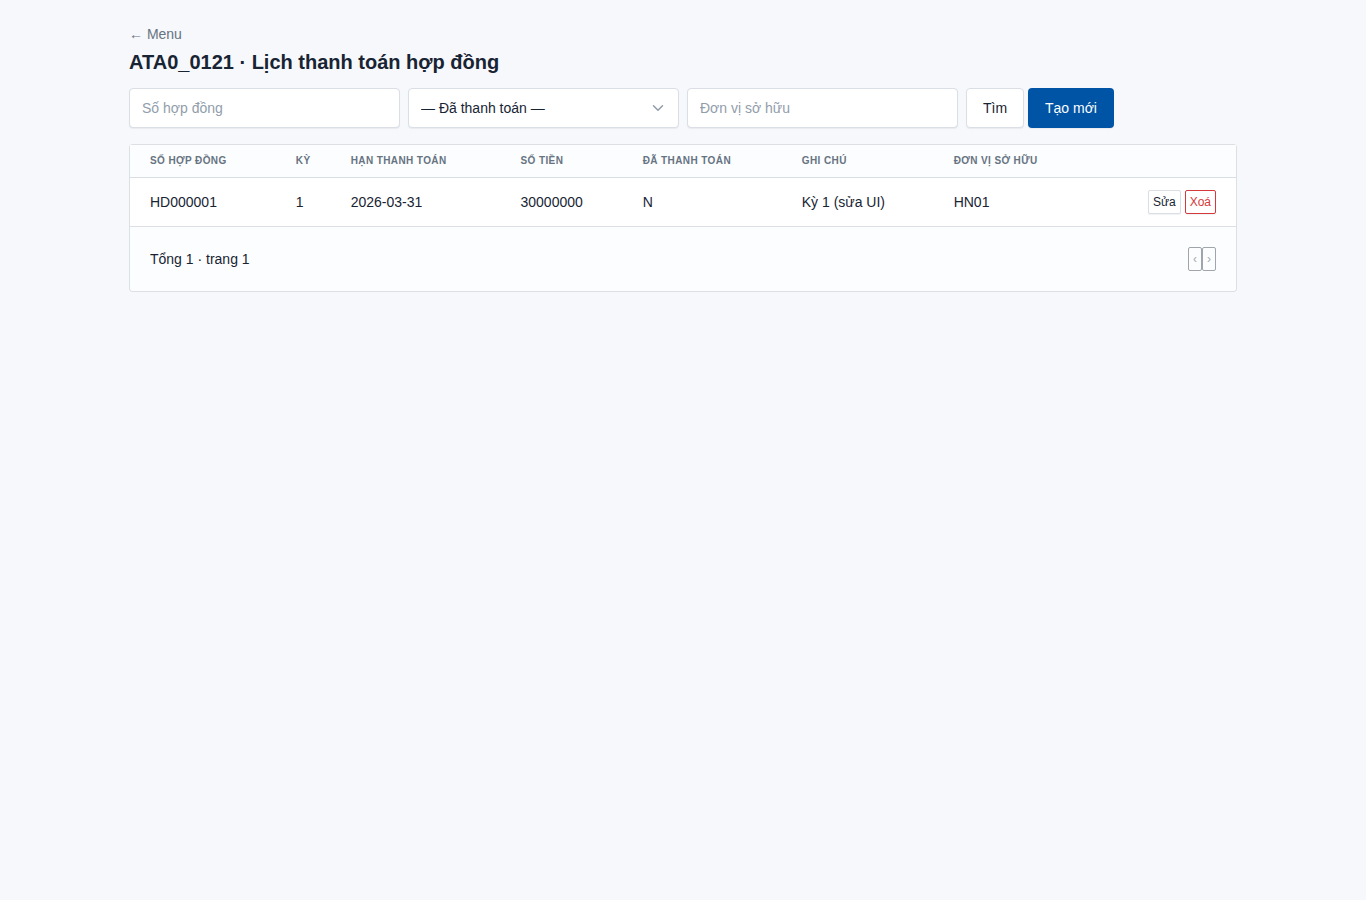 ← Menu
ATA0_0121 · Lịch thanh toán hợp đồng
Số hợp đồng — Đã thanh toán — Đơn vị sở hữu Tìm Tạo mới
SỐ HỢP ĐỒNG KỲ HẠN THANH TOÁN SỐ TIỀN ĐÃ THANH TOÁN GHI CHÚ ĐƠN VỊ SỞ HỮU
HD000001 1 2026-03-31 30000000 N Kỳ 1 (sửa UI) HN01 Sửa Xoá
Tổng 1 · trang 1 ‹ ›